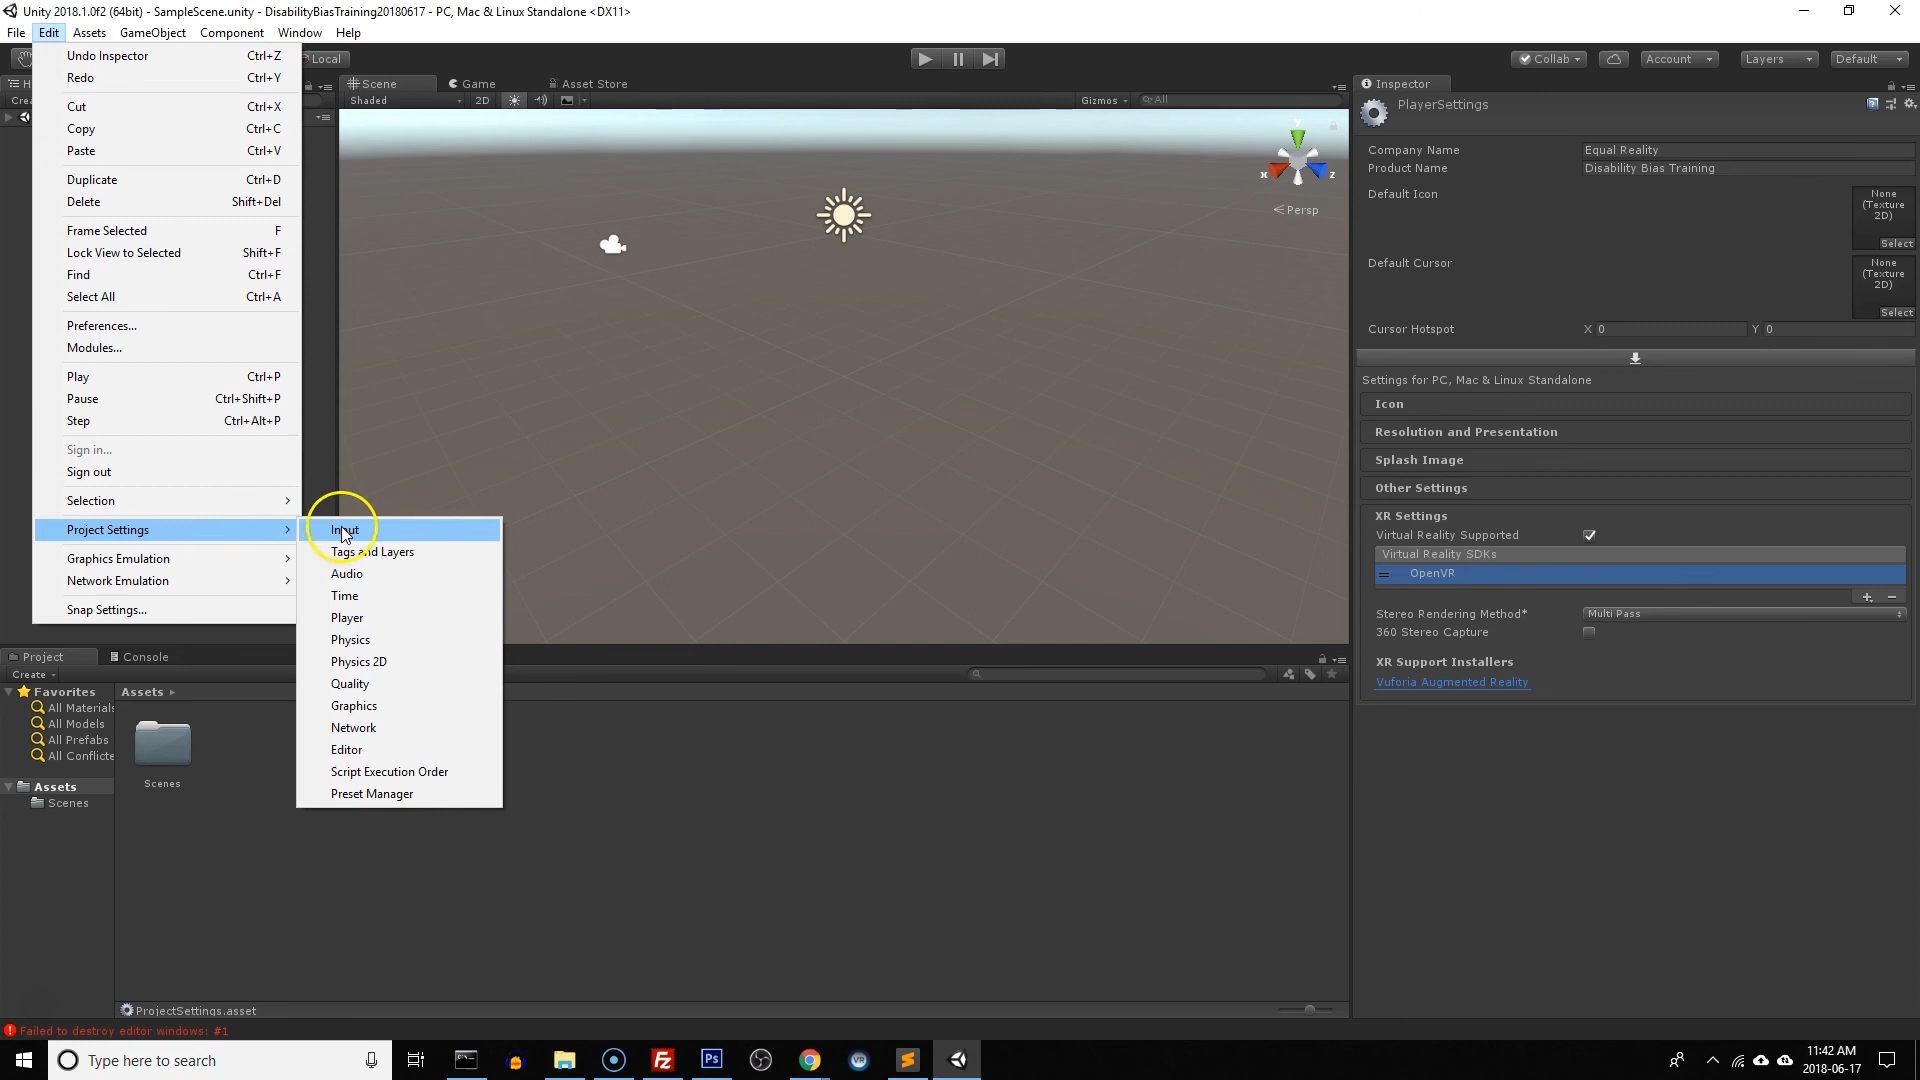 Unity 2018.1.0f2 (64bit) - SampleScene.unity - DisabilityBiasTraining20180617 - PC, Mac & Linux Standalone <DX11>
File Edit Assets GameObject Component Window Help
Undo Inspector Ctrl+Z
Redo Ctrl+Y
Cut Ctrl+X
Copy Ctrl+C
Paste Ctrl+V
Duplicate Ctrl+D
Delete Shift+Del
Frame Selected F
Lock View to Selected Shift+F
Find Ctrl+F
Select All Ctrl+A
Preferences...
Modules...
Play Ctrl+P
Pause Ctrl+Shift+P
Step Ctrl+Alt+P
Sign in...
Sign out
Selection
Project Settings
Graphics Emulation
Network Emulation
Snap Settings...
Input
Tags and Layers
Audio
Time
Player
Physics
Physics 2D
Quality
Graphics
Network
Editor
Script Execution Order
Preset Manager
Local
Collab Account Layers Default
Scene Game Asset Store
Shaded 2D Gizmos All
y
x z
Persp
Inspector
PlayerSettings
Company Name Equal Reality
Product Name Disability Bias Training
Default Icon
None
(Texture
2D)
Select
Default Cursor
None
(Texture
2D)
Select
Cursor Hotspot X 0 Y 0
Settings for PC, Mac & Linux Standalone
Icon
Resolution and Presentation
Splash Image
Other Settings
XR Settings
Virtual Reality Supported
Virtual Reality SDKs
OpenVR
Stereo Rendering Method* Multi Pass
360 Stereo Capture
XR Support Installers
Vuforia Augmented Reality
Project Console
Create
Favorites
All Materials
All Models
All Prefabs
All Conflicte
Assets
Scenes
Assets
Scenes
ProjectSettings.asset
Failed to destroy editor windows: #1
Type here to search
Fz
Ps
VR
11:42 AM
2018-06-17